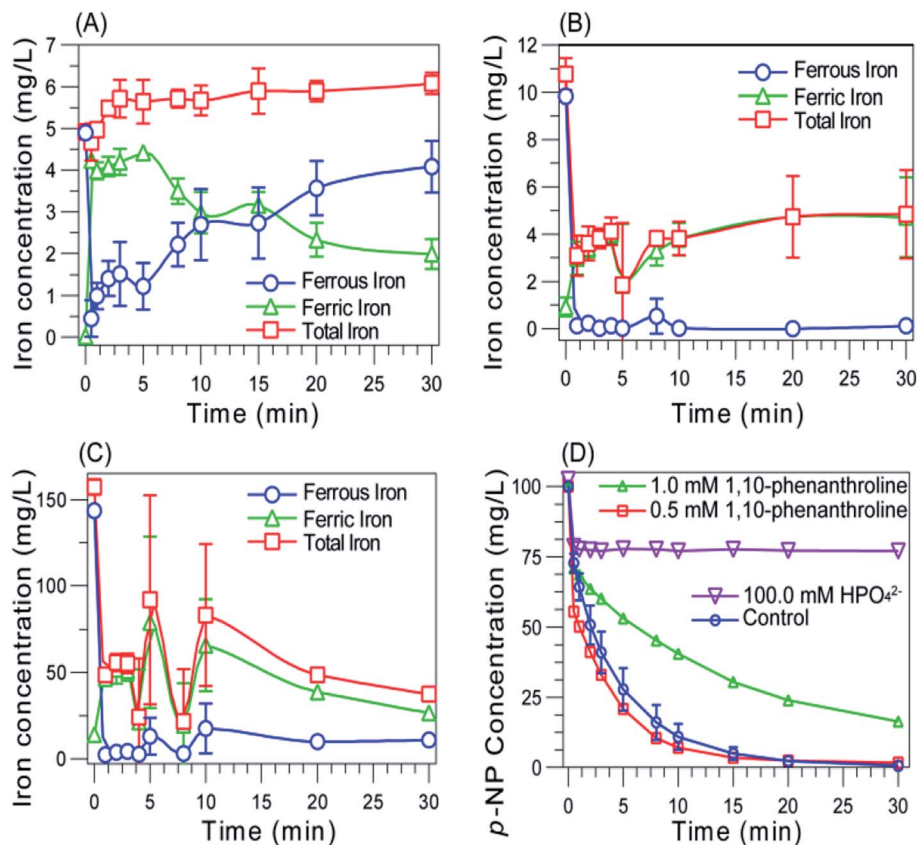 (A)
Iron concentration (mg/L)
7
6
5
4
3
2
1
0
Ferrous Iron
Ferric Iron
Total Iron
0 5 10 15 20 25 30
Time (min)
(B)
Iron concentration (mg/L)
12
10
8
6
4
2
0
Ferrous Iron
Ferric Iron
Total Iron
0 5 10 15 20 25 30
Time (min)
(C)
Iron concentration (mg/L)
150
100
50
0
Ferrous Iron
Ferric Iron
Total Iron
0 5 10 15 20 25 30
Time (min)
(D)
p-NP Concentration (mg/L)
100
75
50
25
0
1.0 mM 1,10-phenanthroline
0.5 mM 1,10-phenanthroline
100.0 mM HPO₄²⁻
Control
0 5 10 15 20 25 30
Time (min)